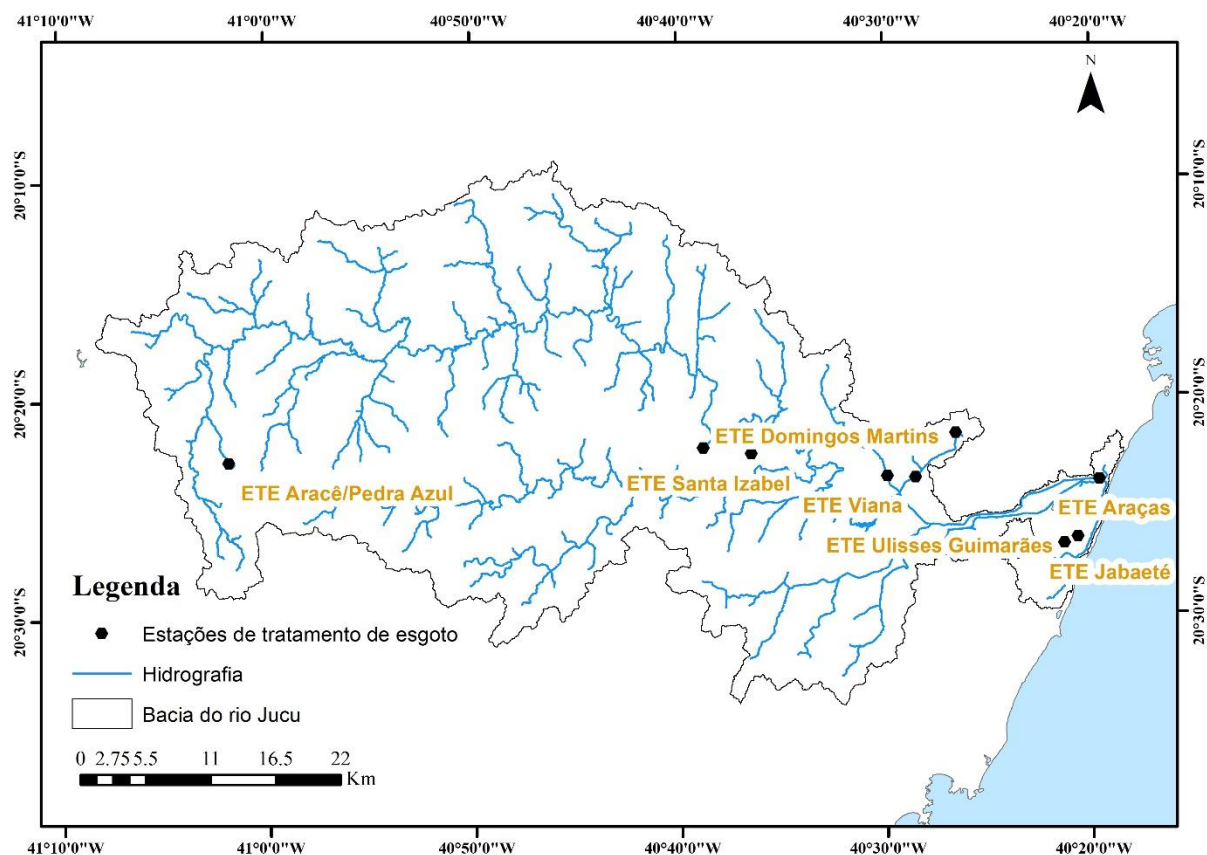 41°10'0"W 41°0'0"W 40°50'0"W 40°40'0"W 40°30'0"W 40°20'0"W
N
20°10'0"S 20°10'0"S
20°20'0"S 20°20'0"S
ETE Domingos Martins
ETE Santa Izabel
ETE Aracê/Pedra Azul
ETE Viana
ETE Araças
ETE Ulisses Guimarães
ETE Jabaeté
Legenda
20°30'0"S 20°30'0"S
Estações de tratamento de esgoto
Hidrografia
Bacia do rio Jucu
0 2.75 5.5 11 16.5 22
Km
41°10'0"W 41°0'0"W 40°50'0"W 40°40'0"W 40°30'0"W 40°20'0"W